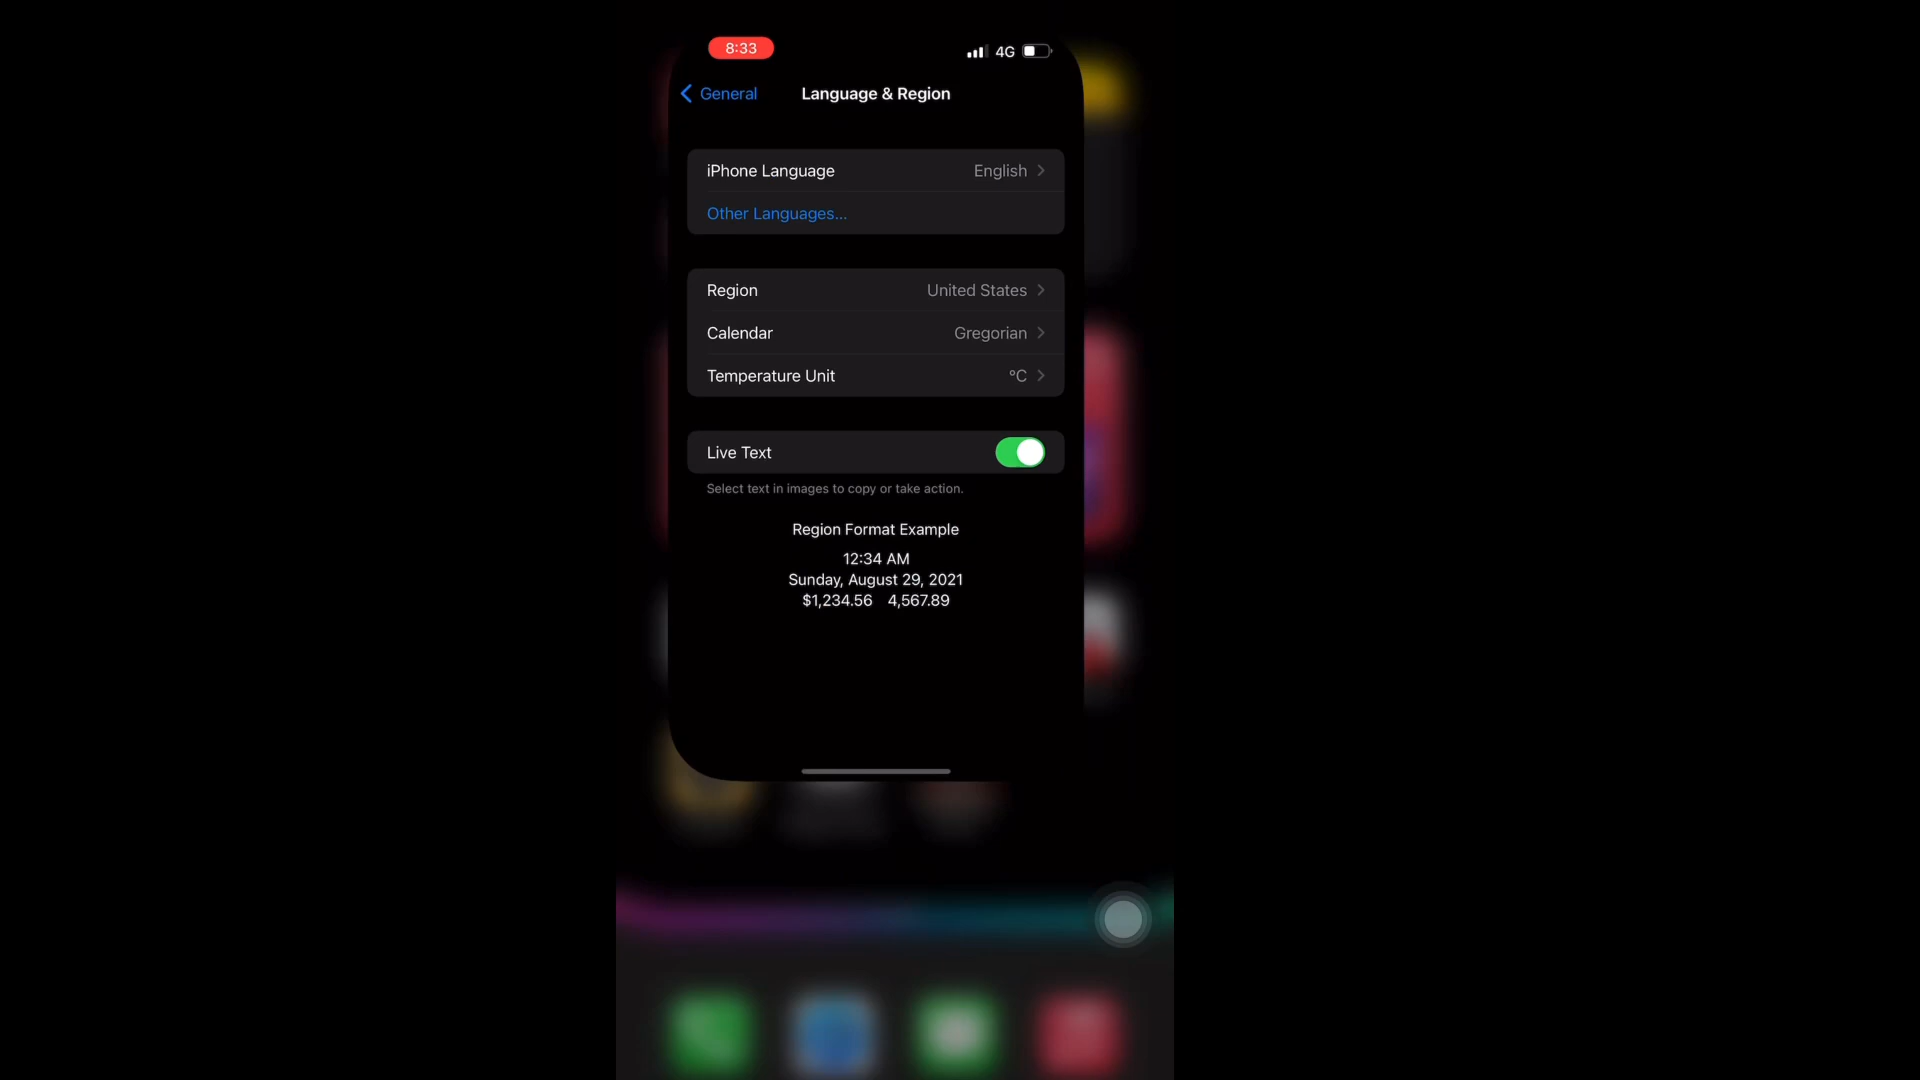 8:33
4G
General
Language & Region
iPhone Language English
Other Languages...
Region United States
Calendar Gregorian
Temperature Unit °C
Live Text
Select text in images to copy or take action.
Region Format Example
12:34 AM
Sunday, August 29, 2021
$1,234.56 4,567.89